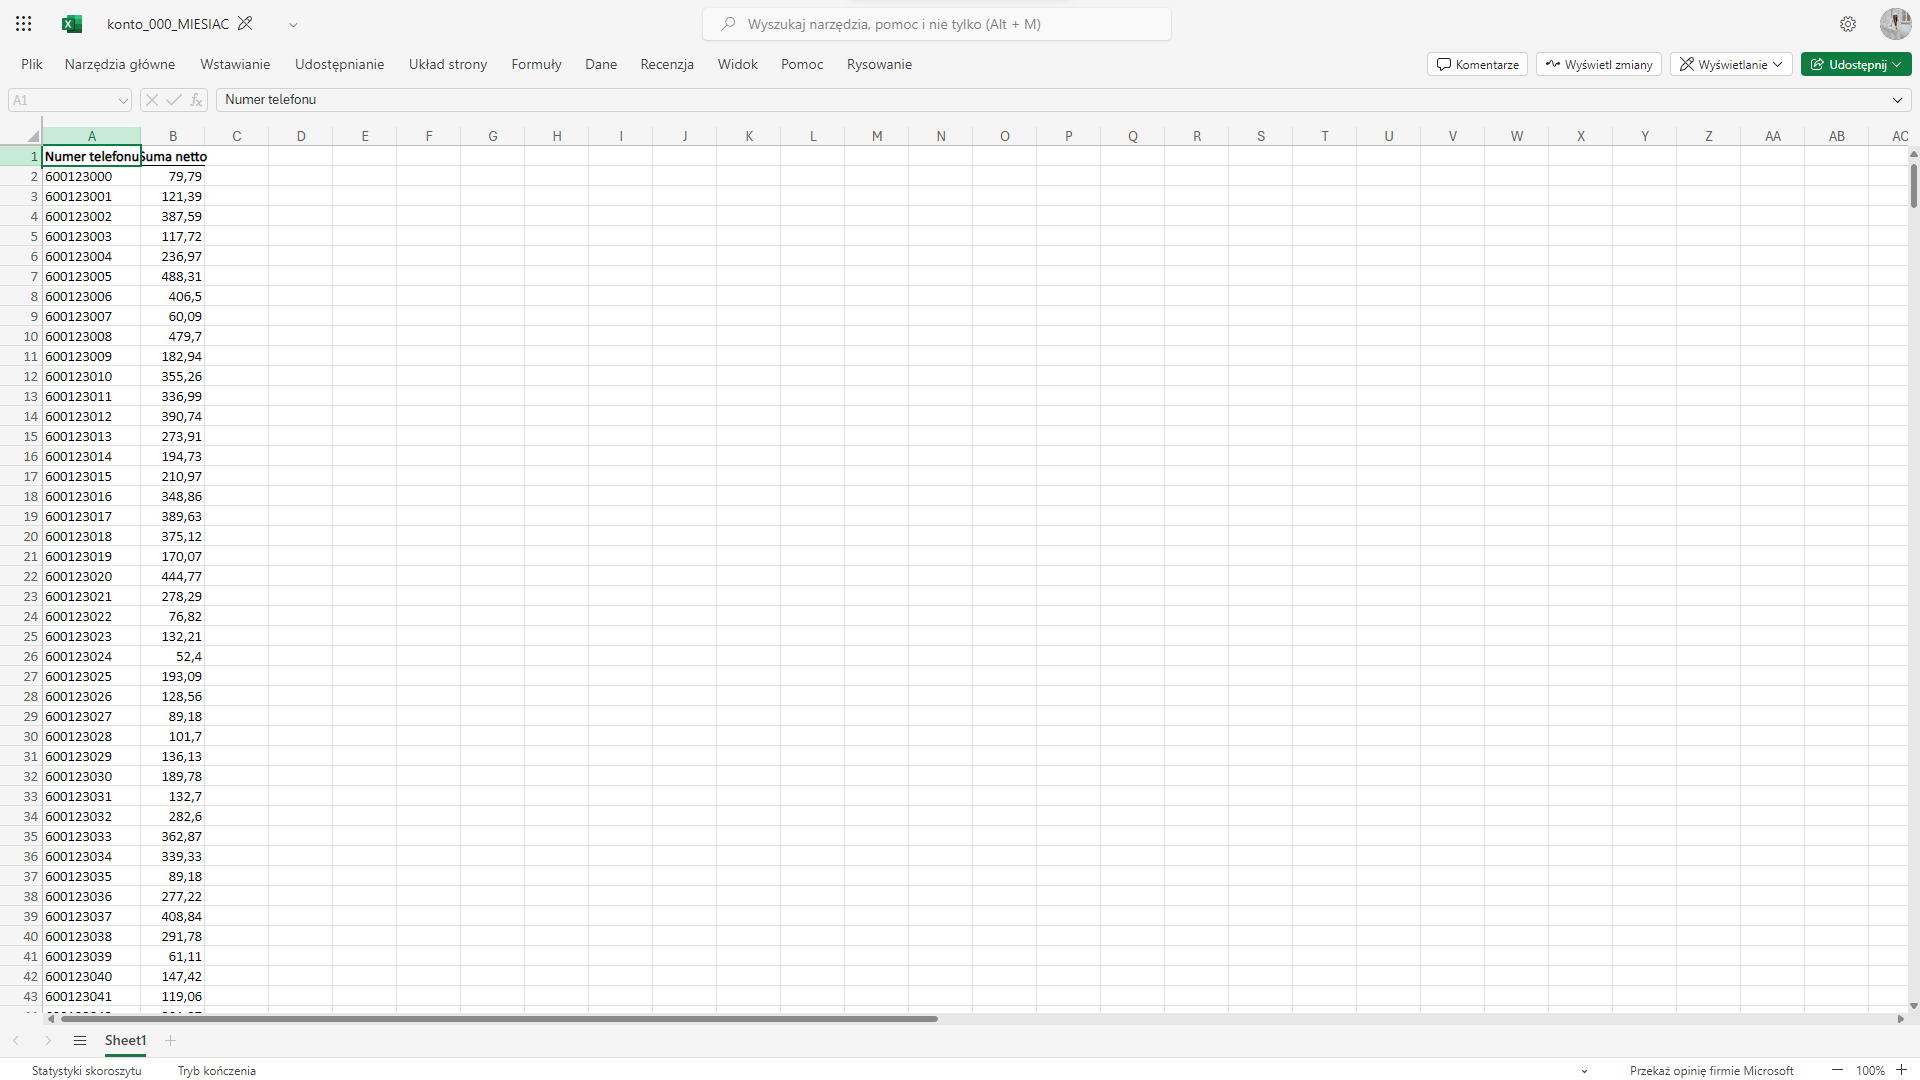 konto_000_MIESIAC
Wyszukaj narzędzia, pomoc i nie tylko (Alt + M)
Plik Narzędzia główne Wstawianie Udostępnianie Układ strony Formuły Dane Recenzja Widok Pomoc Rysowanie Komentarze Wyświetl zmiany Wyświetlanie Udostępnij
A1 fx Numer telefonu
A B C D E F G H I J K L M N O P Q R S T U V W X Y Z AA AB AC
1 Numer telefonu Suma netto
2 600123000 79,79
3 600123001 121,39
4 600123002 387,59
5 600123003 117,72
6 600123004 236,97
7 600123005 488,31
8 600123006 406,5
9 600123007 60,09
10 600123008 479,7
11 600123009 182,94
12 600123010 355,26
13 600123011 336,99
14 600123012 390,74
15 600123013 273,91
16 600123014 194,73
17 600123015 210,97
18 600123016 348,86
19 600123017 389,63
20 600123018 375,12
21 600123019 170,07
22 600123020 444,77
23 600123021 278,29
24 600123022 76,82
25 600123023 132,21
26 600123024 52,4
27 600123025 193,09
28 600123026 128,56
29 600123027 89,18
30 600123028 101,7
31 600123029 136,13
32 600123030 189,78
33 600123031 132,7
34 600123032 282,6
35 600123033 362,87
36 600123034 339,33
37 600123035 89,18
38 600123036 277,22
39 600123037 408,84
40 600123038 291,78
41 600123039 61,11
42 600123040 147,42
43 600123041 119,06
Sheet1
Statystyki skoroszytu Tryb kończenia Przekaż opinię firmie Microsoft 100%